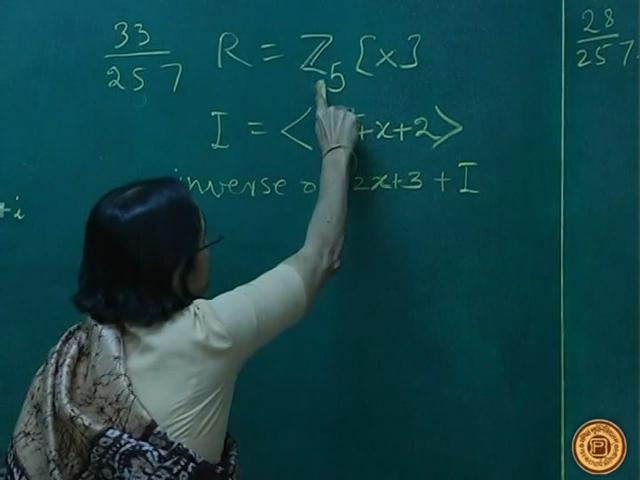 33
257
R = ℤ5 [x]
I = < +x+2>
inverse 2x+3 + I
+i
28
257